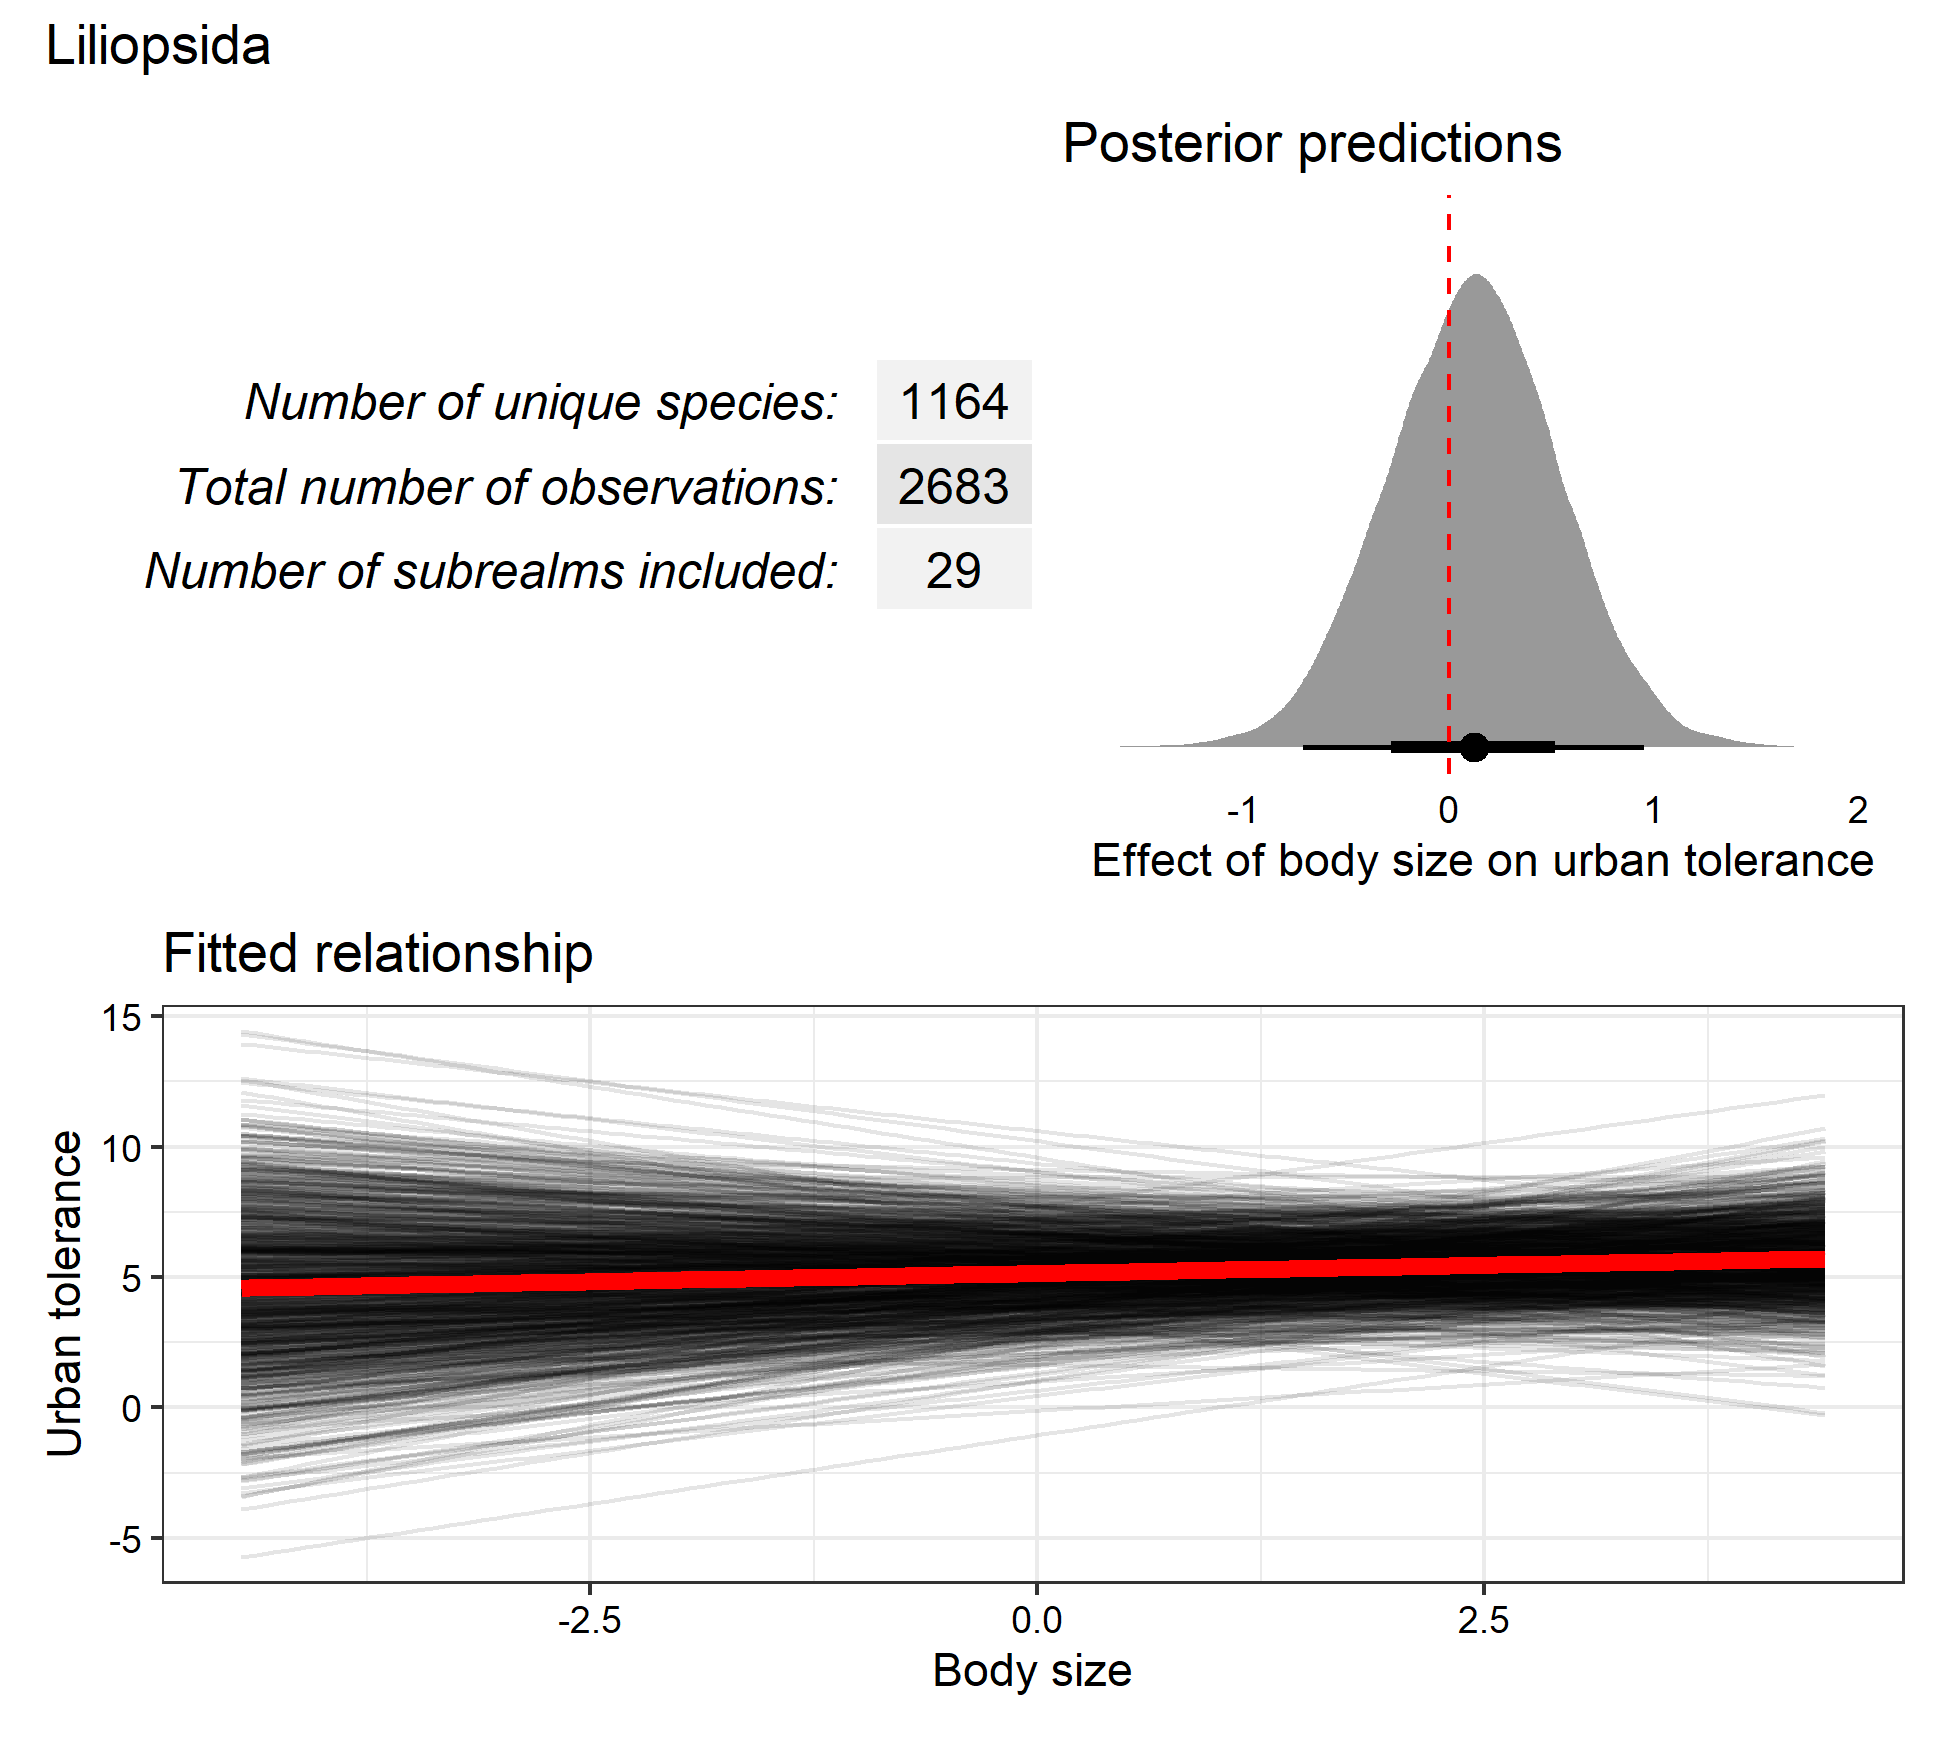 Liliopsida
Posterior predictions
Number of unique species: 1164
Total number of observations: 2683
Number of subrealms included: 29
-1 0 1 2
Effect of body size on urban tolerance
Fitted relationship
15
10
5
0
-5
Urban tolerance
-2.5 0.0 2.5
Body size